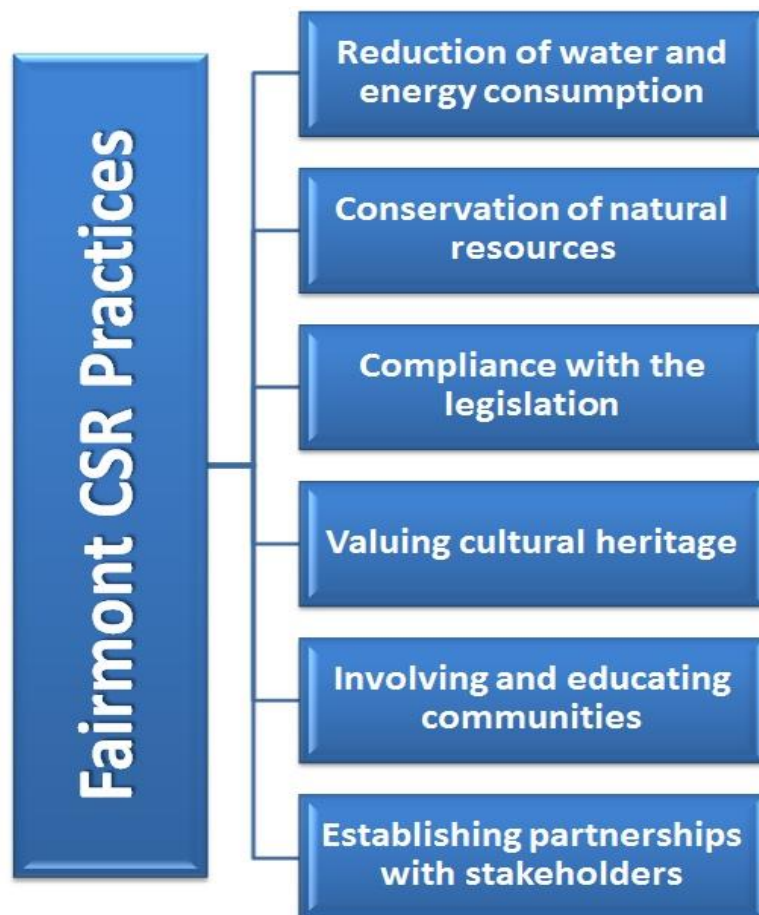 Fairmont CSR Practices
Reduction of water and
energy consumption
Conservation of natural
resources
Compliance with the
legislation
Valuing cultural heritage
Involving and educating
communities
Establishing partnerships
with stakeholders